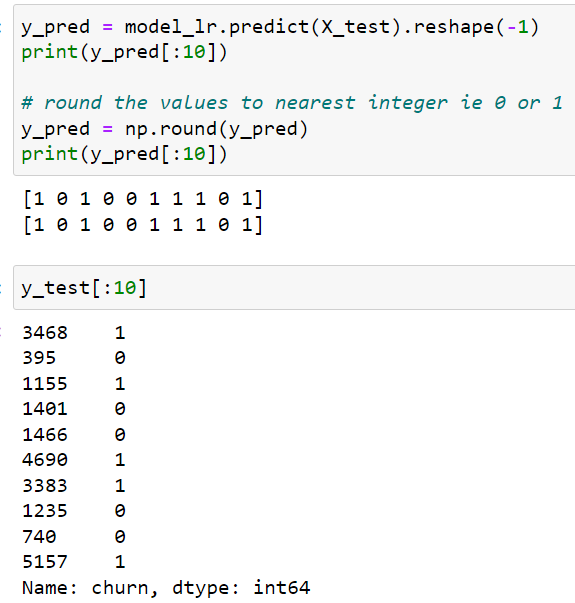 y_pred = model_lr.predict(X_test).reshape(-1)
print(y_pred[:10])
# round the values to nearest integer ie 0 or 1
y_pred = np.round(y_pred)
print(y_pred[:10])
[1 0 1 0 0 1 1 1 0 1]
[1 0 1 0 0 1 1 1 0 1]
y_test[:10]
3468    1
395     0
1155    1
1401    0
1466    0
4690    1
3383    1
1235    0
740     0
5157    1
Name: churn, dtype: int64